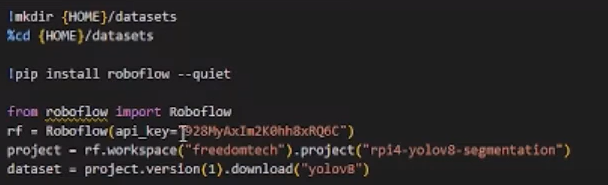 !mkdir {HOME}/datasets
%cd {HOME}/datasets
!pip install roboflow --quiet
from roboflow import Roboflow
rf = Roboflow(api_key="928MyAxIm2K0hh8xRQ6C")
project = rf.workspace("freedomtech").project("rpi4-yolov8-segmentation")
dataset = project.version(1).download("yolov8")